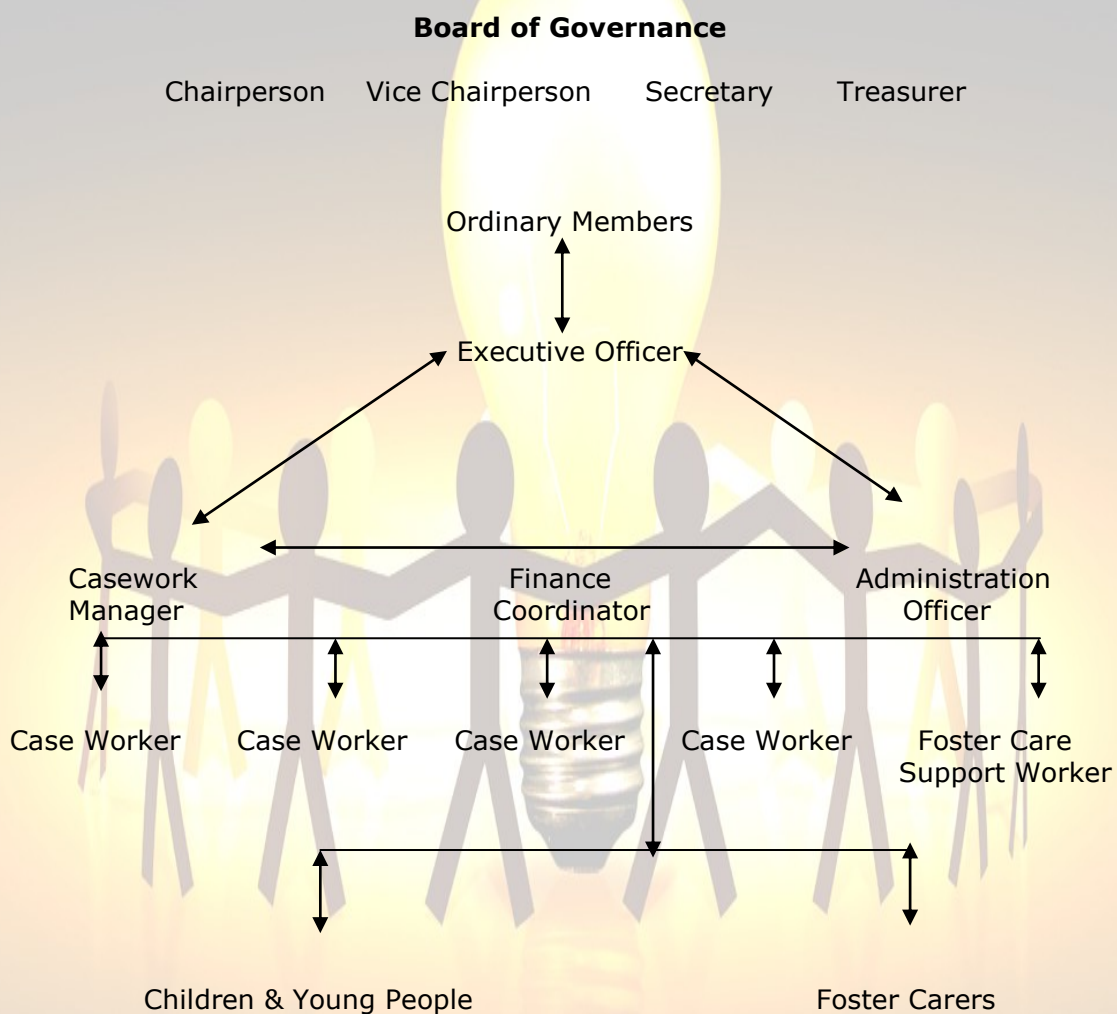 Board of Governance
Chairperson Vice Chairperson Secretary Treasurer
Ordinary Members
Executive Officer
Casework Manager
Finance Coordinator
Administration Officer
Case Worker Case Worker Case Worker Case Worker Foster Care Support Worker
Children & Young People Foster Carers